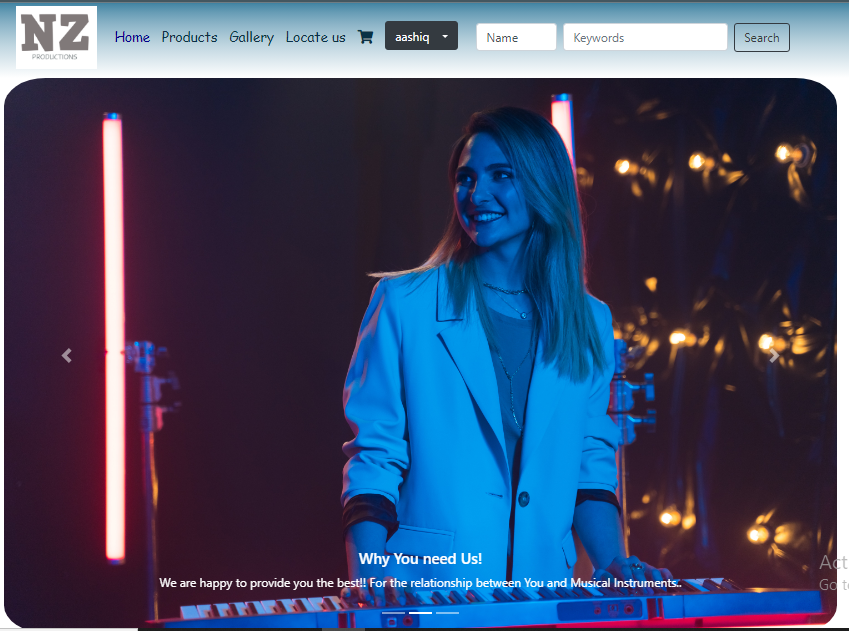 NZ
PRODUCTIONS
Home Products Gallery Locate us aashiq Name Keywords Search
Why You need Us!
We are happy to provide you the best!! For the relationship between You and Musical Instruments..
Act
Go to